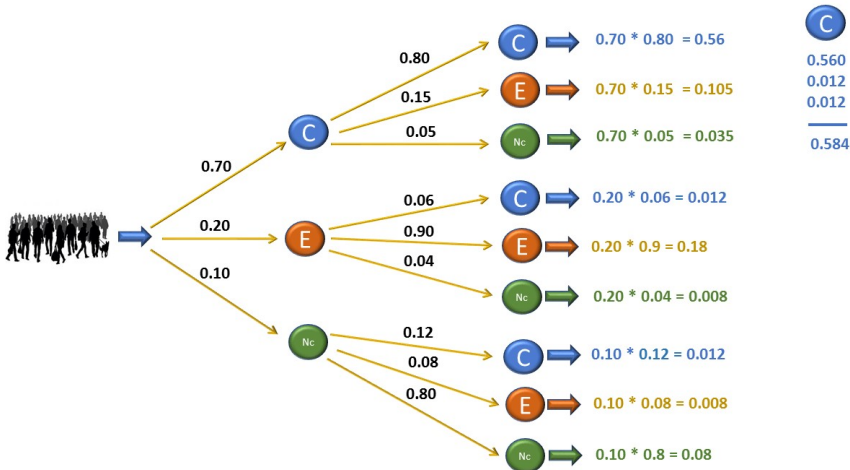 C
0.560
0.012
0.012
0.584
0.80
C
0.70 * 0.80 = 0.56
0.15
E
0.70 * 0.15 = 0.105
C
0.05
Nc
0.70 * 0.05 = 0.035
0.70
0.06
C
0.20 * 0.06 = 0.012
0.20
E
0.90
E
0.20 * 0.9 = 0.18
0.04
Nc
0.20 * 0.04 = 0.008
0.10
Nc
0.12
C
0.10 * 0.12 = 0.012
0.08
E
0.10 * 0.08 = 0.008
0.80
Nc
0.10 * 0.8 = 0.08